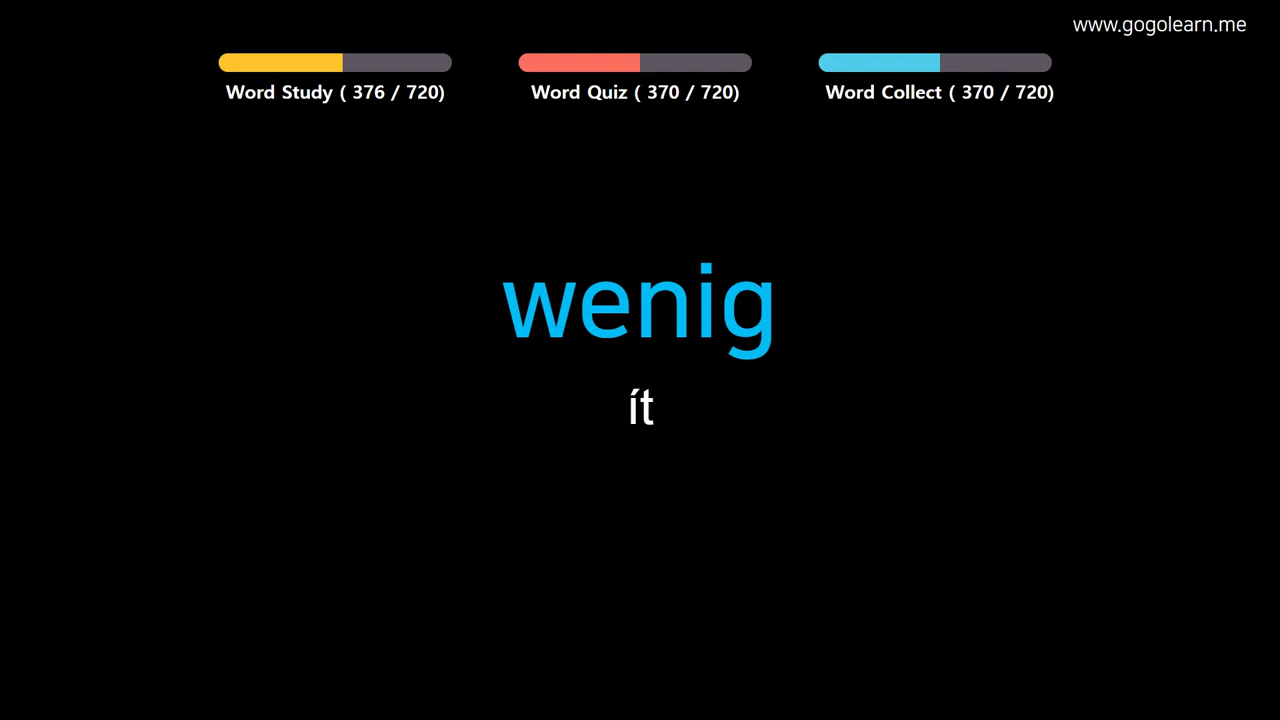 www.gogolearn.me
Word Study ( 376 / 720)
Word Quiz ( 370 / 720)
Word Collect ( 370 / 720)
wenig
ít